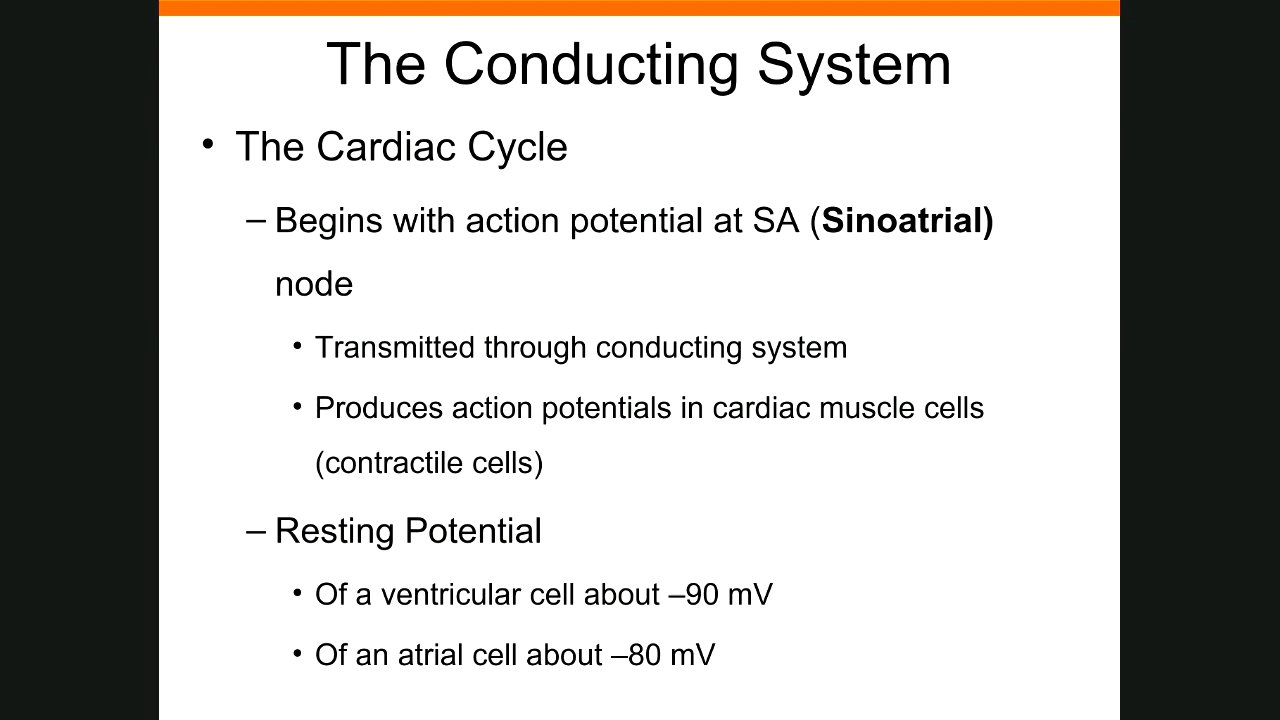 The Conducting System
• The Cardiac Cycle
– Begins with action potential at SA (Sinoatrial)
node
• Transmitted through conducting system
• Produces action potentials in cardiac muscle cells
(contractile cells)
– Resting Potential
• Of a ventricular cell about –90 mV
• Of an atrial cell about –80 mV